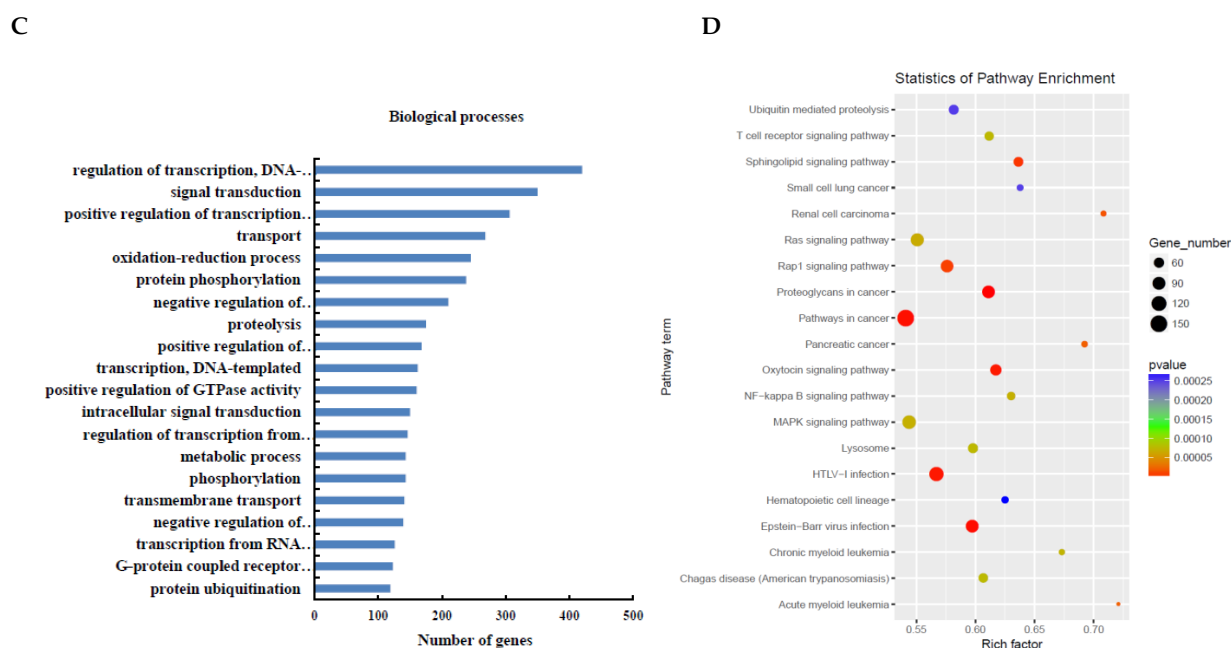 C
D
Biological processes
regulation of transcription, DNA-..
signal transduction
positive regulation of transcription..
transport
oxidation-reduction process
protein phosphorylation
negative regulation of..
proteolysis
positive regulation of..
transcription, DNA-templated
positive regulation of GTPase activity
intracellular signal transduction
regulation of transcription from..
metabolic process
phosphorylation
transmembrane transport
negative regulation of..
transcription from RNA..
G-protein coupled receptor..
protein ubiquitination
0 100 200 300 400 500
Number of genes
Statistics of Pathway Enrichment
Pathway term
Ubiquitin mediated proteolysis
T cell receptor signaling pathway
Sphingolipid signaling pathway
Small cell lung cancer
Renal cell carcinoma
Ras signaling pathway
Rap1 signaling pathway
Proteoglycans in cancer
Pathways in cancer
Pancreatic cancer
Oxytocin signaling pathway
NF−kappa B signaling pathway
MAPK signaling pathway
Lysosome
HTLV−I infection
Hematopoietic cell lineage
Epstein−Barr virus infection
Chronic myeloid leukemia
Chagas disease (American trypanosomiasis)
Acute myeloid leukemia
0.55 0.60 0.65 0.70
Rich factor
Gene_number
60
90
120
150
pvalue
0.00025
0.00020
0.00015
0.00010
0.00005